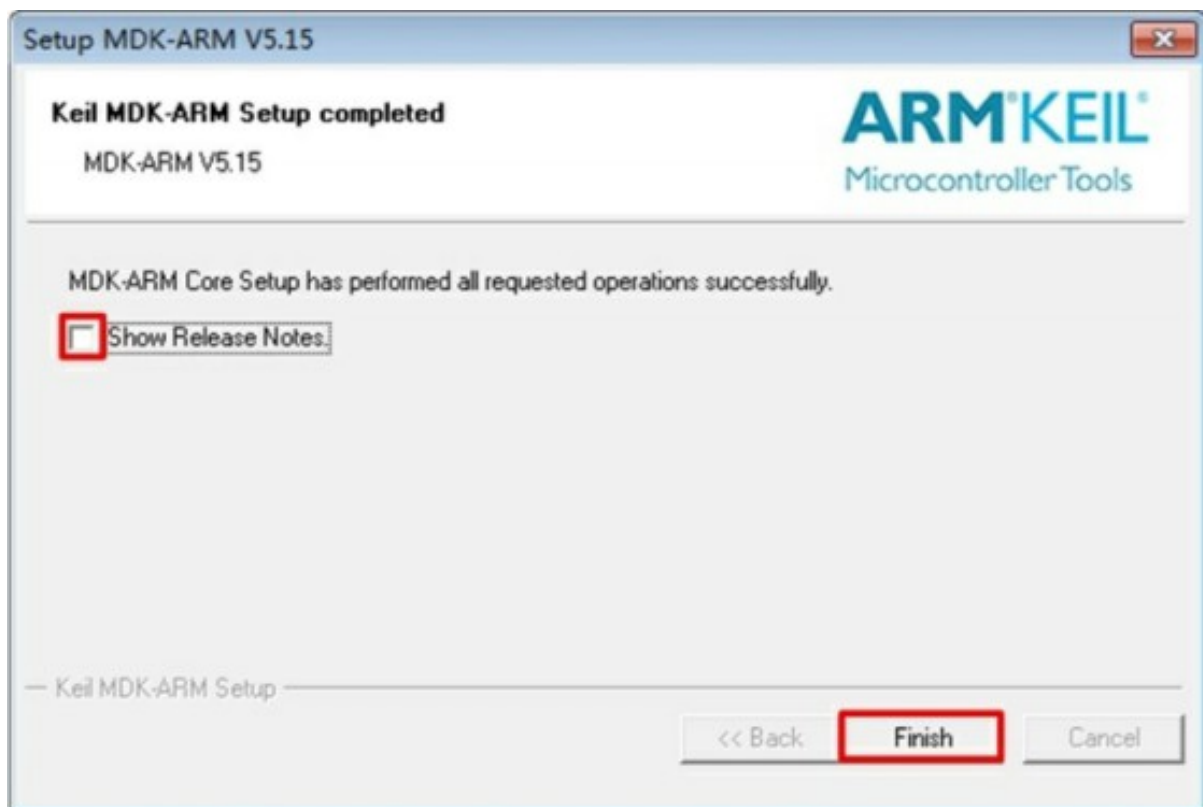 Setup MDK-ARM V5.15
Keil MDK-ARM Setup completed
MDK-ARM V5.15
ARM®KEIL®
Microcontroller Tools
MDK-ARM Core Setup has performed all requested operations successfully.
Show Release Notes.
Keil MDK-ARM Setup
<< Back Finish Cancel